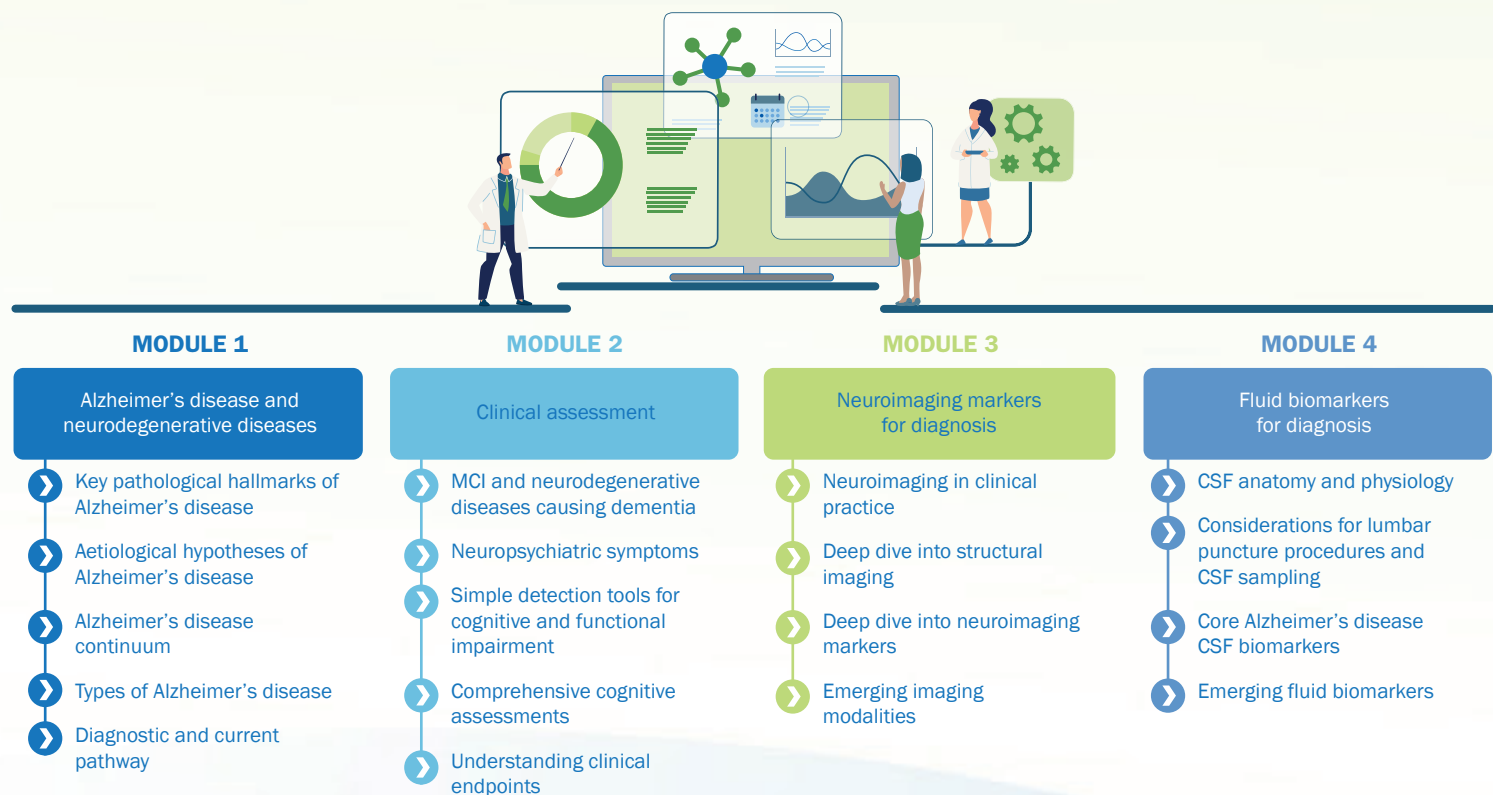 MODULE 1
Alzheimer’s disease and
neurodegenerative diseases
Key pathological hallmarks of
Alzheimer’s disease
Aetiological hypotheses of
Alzheimer’s disease
Alzheimer’s disease
continuum
Types of Alzheimer’s disease
Diagnostic and current
pathway
MODULE 2
Clinical assessment
MCI and neurodegenerative
diseases causing dementia
Neuropsychiatric symptoms
Simple detection tools for
cognitive and functional
impairment
Comprehensive cognitive
assessments
Understanding clinical
endpoints
MODULE 3
Neuroimaging markers
for diagnosis
Neuroimaging in clinical
practice
Deep dive into structural
imaging
Deep dive into neuroimaging
markers
Emerging imaging
modalities
MODULE 4
Fluid biomarkers
for diagnosis
CSF anatomy and physiology
Considerations for lumbar
puncture procedures and
CSF sampling
Core Alzheimer’s disease
CSF biomarkers
Emerging fluid biomarkers